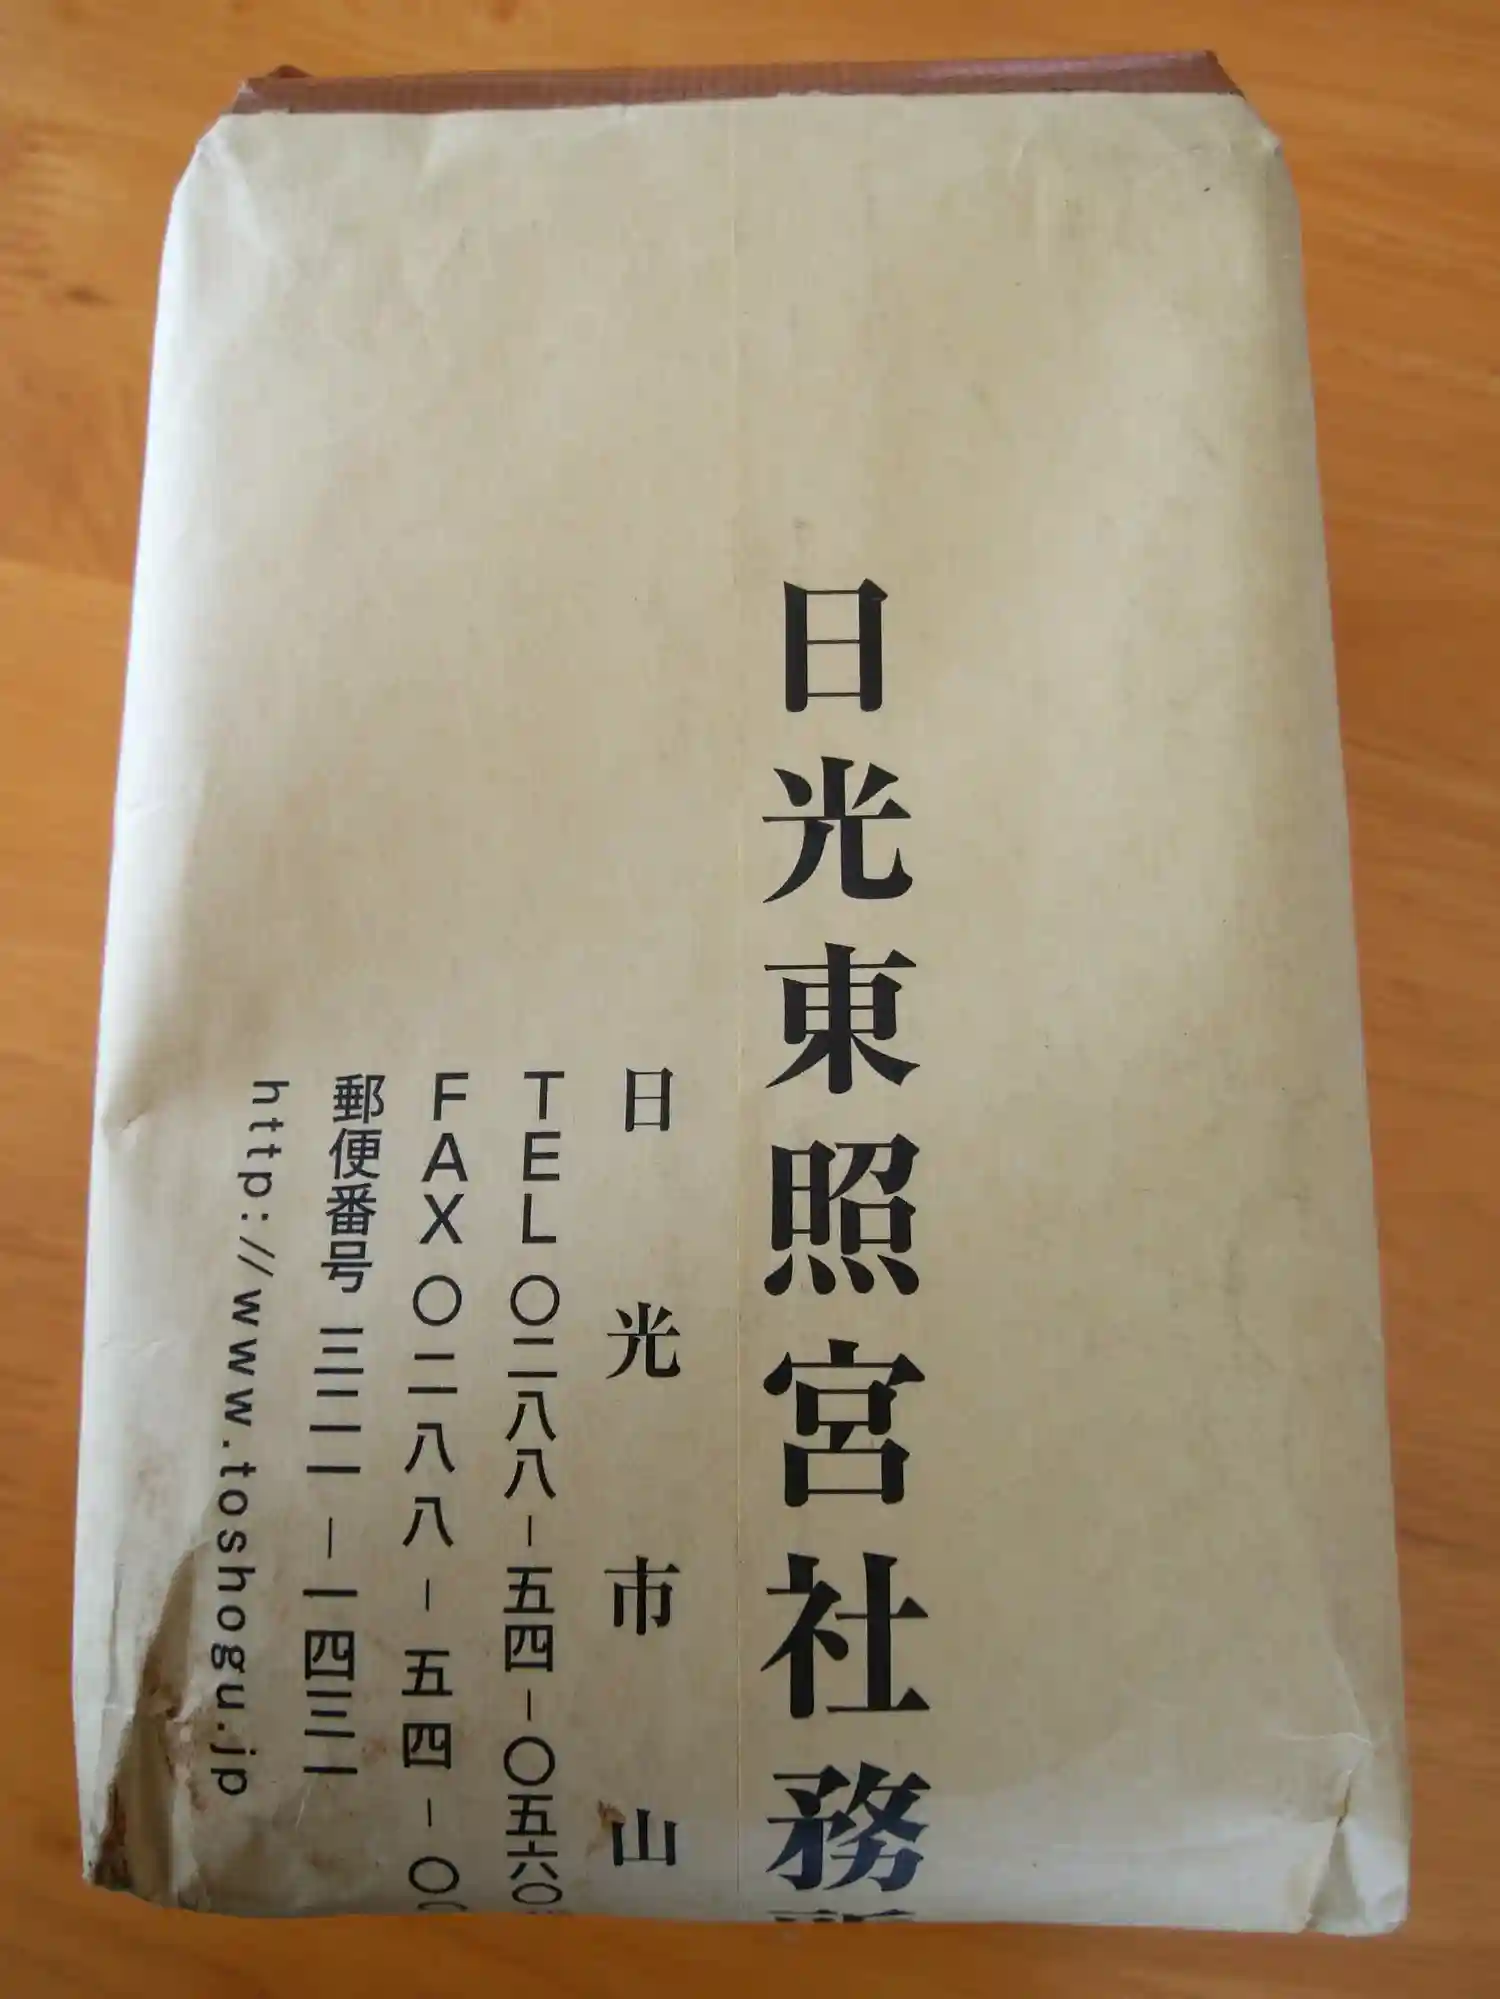 日光東照宮社務
日光市山
TEL〇二八八-五四-〇五六〇
FAX〇二八八-五四-〇
郵便番号 三二一-一四三一
http://www.toshogu.jp